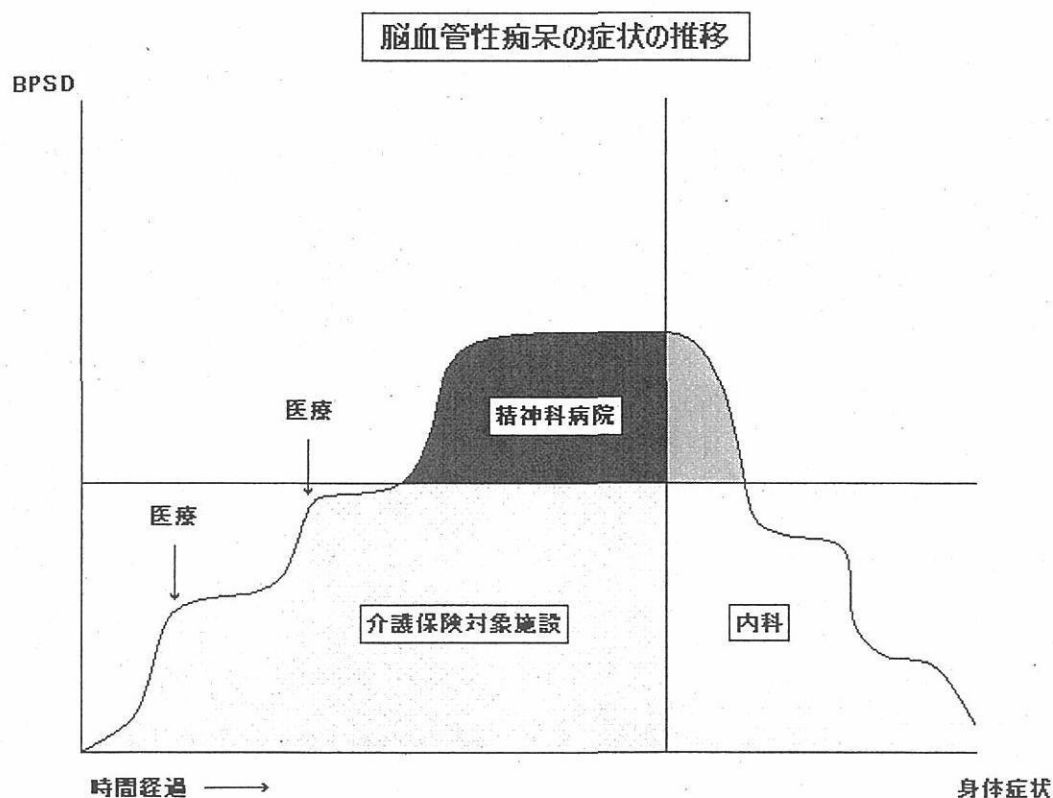 脳血管性痴呆の症状の推移
BPSD
医療
精神科病院
医療
介護保険対象施設
内科
時間経過 →
身体症状